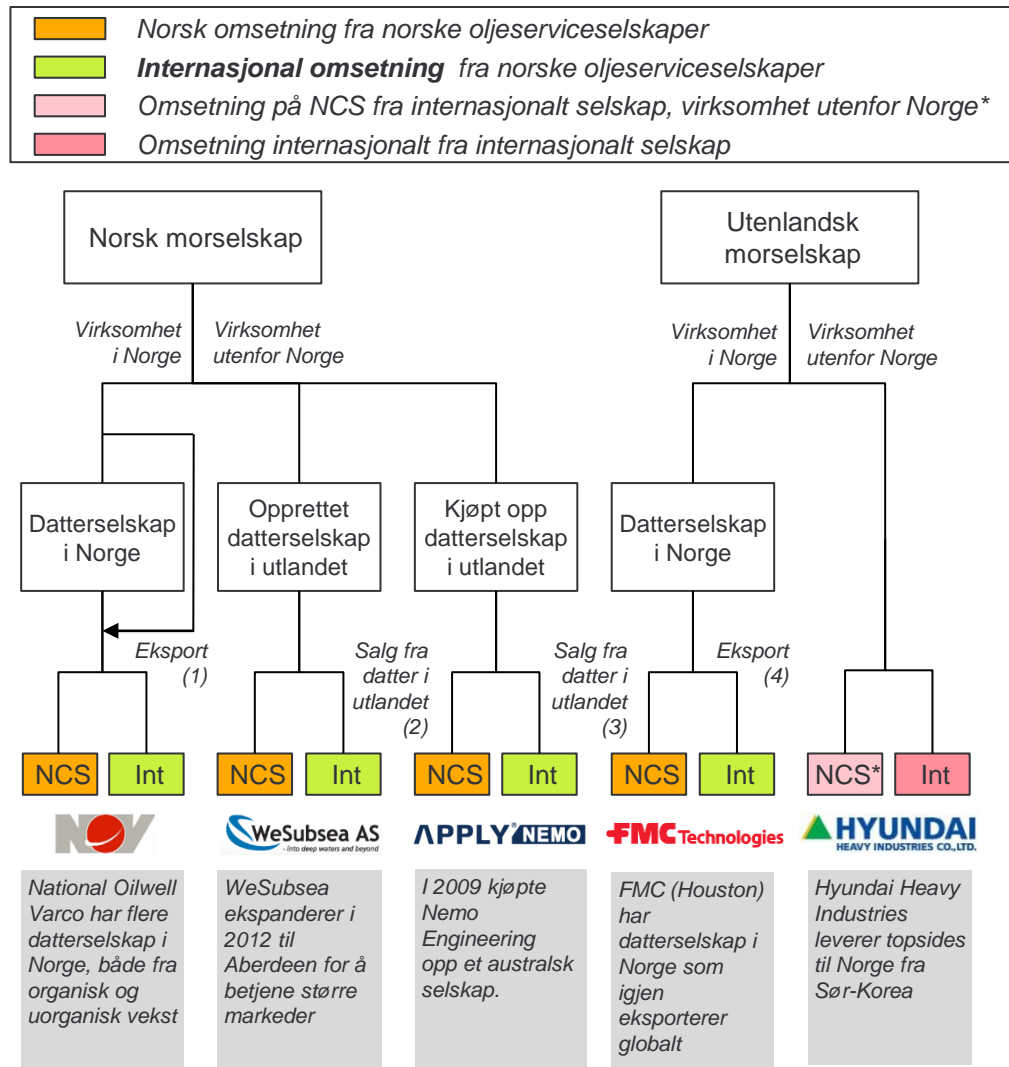 Norsk omsetning fra norske oljeserviceselskaper
Internasjonal omsetning fra norske oljeserviceselskaper
Omsetning på NCS fra internasjonalt selskap, virksomhet utenfor Norge*
Omsetning internasjonalt fra internasjonalt selskap
Norsk morselskap
Utenlandsk
morselskap
Virksomhet
i Norge
Virksomhet
utenfor Norge
Virksomhet
i Norge
Virksomhet
utenfor Norge
Datterselskap
i Norge
Opprettet
datterselskap
i utlandet
Kjøpt opp
datterselskap
i utlandet
Datterselskap
i Norge
Eksport
(1)
Salg fra
datter i
utlandet
(2)
Salg fra
datter i
utlandet
(3)
Eksport
(4)
NCS
Int
NCS
Int
NCS
Int
NCS
Int
NCS*
Int
NOV
WeSubsea AS
- into deep waters and beyond
APPLY NEMO
FMC Technologies
HYUNDAI
HEAVY INDUSTRIES CO.,LTD.
National Oilwell
Varco har flere
datterselskap i
Norge, både fra
organisk og
uorganisk vekst
WeSubsea
ekspanderer i
2012 til
Aberdeen for å
betjene større
markeder
I 2009 kjøpte
Nemo
Engineering
opp et australsk
selskap.
FMC (Houston)
har
datterselskap i
Norge som
igjen
eksporterer
globalt
Hyundai Heavy
Industries
leverer topsides
til Norge fra
Sør-Korea